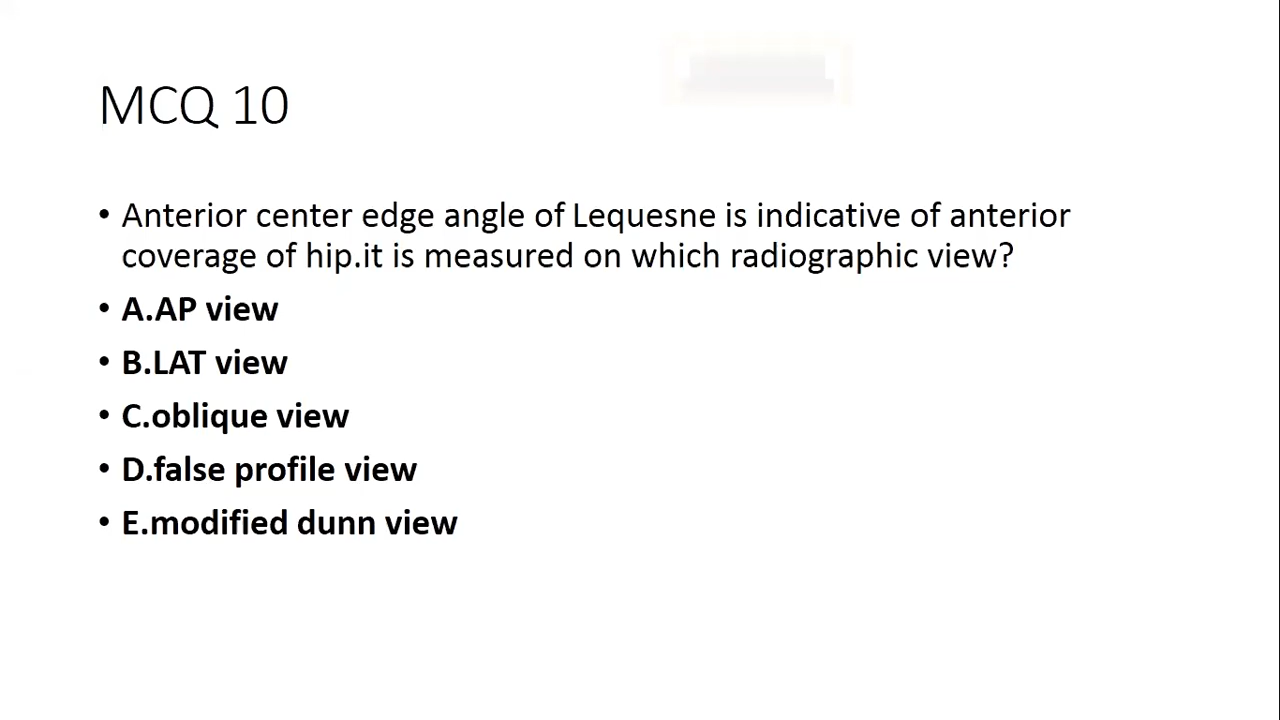 MCQ 10
• Anterior center edge angle of Lequesne is indicative of anterior
coverage of hip.it is measured on which radiographic view?
• A.AP view
• B.LAT view
• C.oblique view
• D.false profile view
• E.modified dunn view